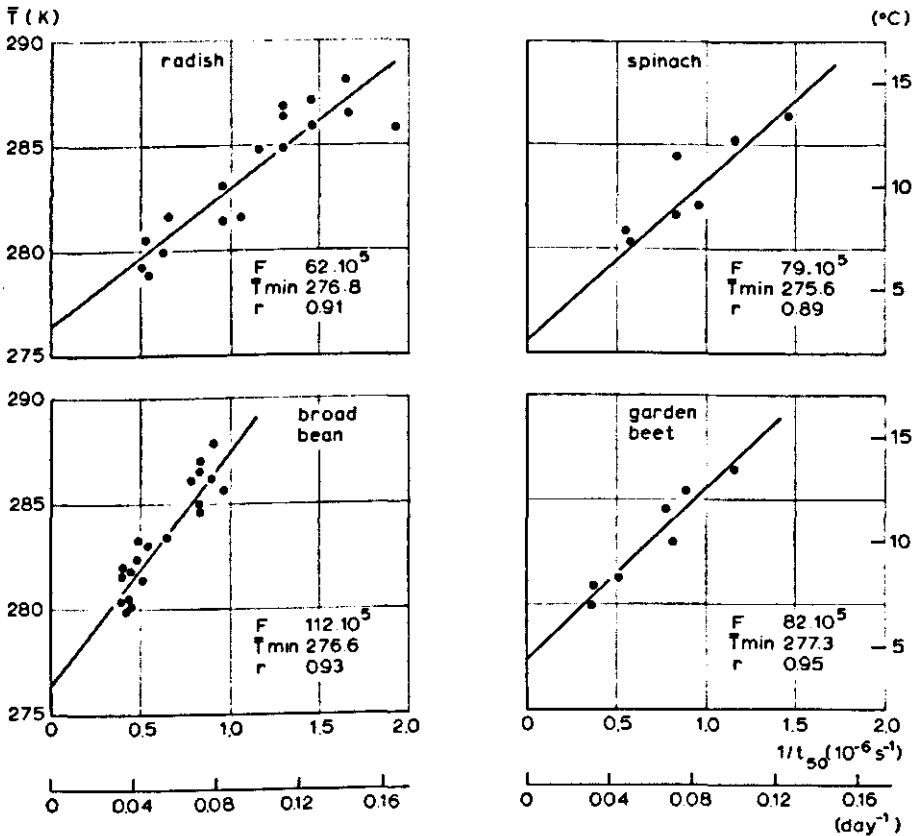 T̄ (K)
(°C)
290
285
280
275
radish
F 62.10⁵
T̄min 276.8
r 0.91
spinach
F 79.10⁵
T̄min 275.6
r 0.89
15
10
5
290
285
280
275
broad
bean
F 112.10⁵
T̄min 276.6
r 093
garden
beet
F 82.10⁵
T̄min 277.3
r 0.95
15
10
5
0 0.5 1.0 1.5 2.0
0 0.5 1.0 1.5 2.0
1/t₅₀ (10⁻⁶ s⁻¹)
0 0.04 0.08 0.12 0.16
0 004 0.08 0.12 0.16
(day⁻¹)